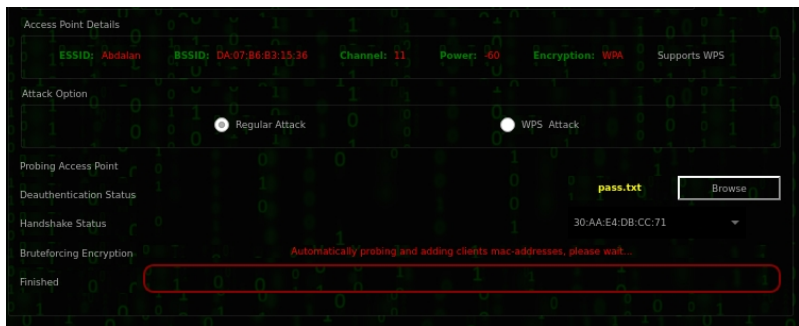 Access Point Details
ESSID: Abdalan BSSID: DA:07:B6:B3:15:36 Channel: 11 Power: -60 Encryption: WPA Supports WPS
Attack Option
Regular Attack WPS Attack
Probing Access Point
pass.txt Browse
Deauthentication Status
Handshake Status 30:AA:E4:DB:CC:71
Bruteforcing Encryption Automatically probing and adding clients mac-addresses, please wait...
Finished